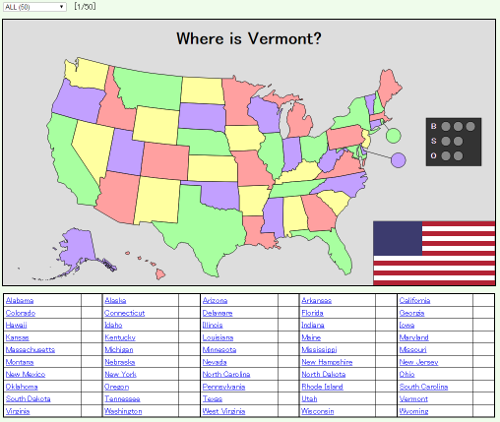 ALL (50) [1/50]
Where is Vermont?
B
S
O
Alabama Alaska Arizona Arkansas California
Colorado Connecticut Delaware Florida Georgia
Hawaii Idaho Illinois Indiana Iowa
Kansas Kentucky Louisiana Maine Maryland
Massachusetts Michigan Minnesota Mississippi Missouri
Montana Nebraska Nevada New Hampshire New Jersey
New Mexico New York North Carolina North Dakota Ohio
Oklahoma Oregon Pennsylvania Rhode Island South Carolina
South Dakota Tennessee Texas Utah Vermont
Virginia Washington West Virginia Wisconsin Wyoming